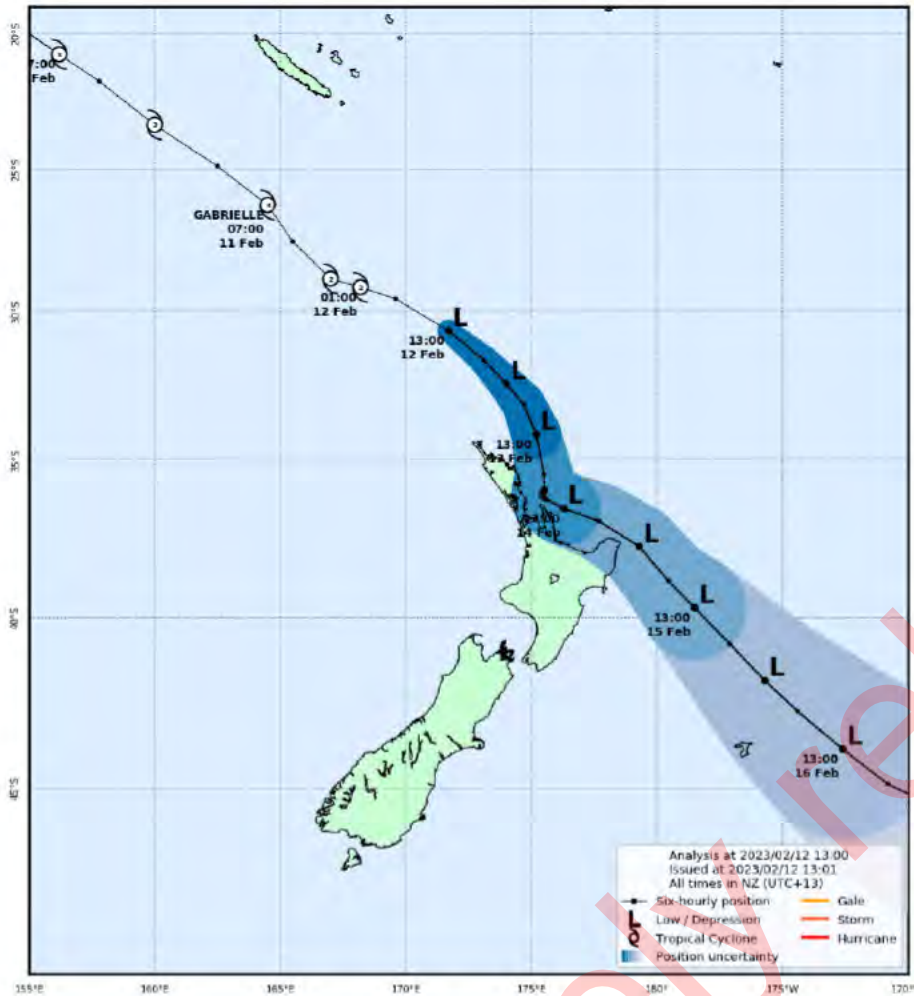 20°S
25°S
30°S
35°S
40°S
45°S
7:00
Feb
GABRIELLE
07:00
11 Feb
01:00
12 Feb
L
13:00
12 Feb
L
L
13:00
13 Feb
L
14 Feb
L
L
13:00
15 Feb
L
L
13:00
16 Feb
Analysis at 2023/02/12 13:00
Issued at 2023/02/12 13:01
All times in NZ (UTC+13)
Six-hourly position
Gale
L Low / Depression
Storm
Tropical Cyclone
Hurricane
Position uncertainty
155°E
160°E
165°E
170°E
175°E
180°
175°W
170°
ply re